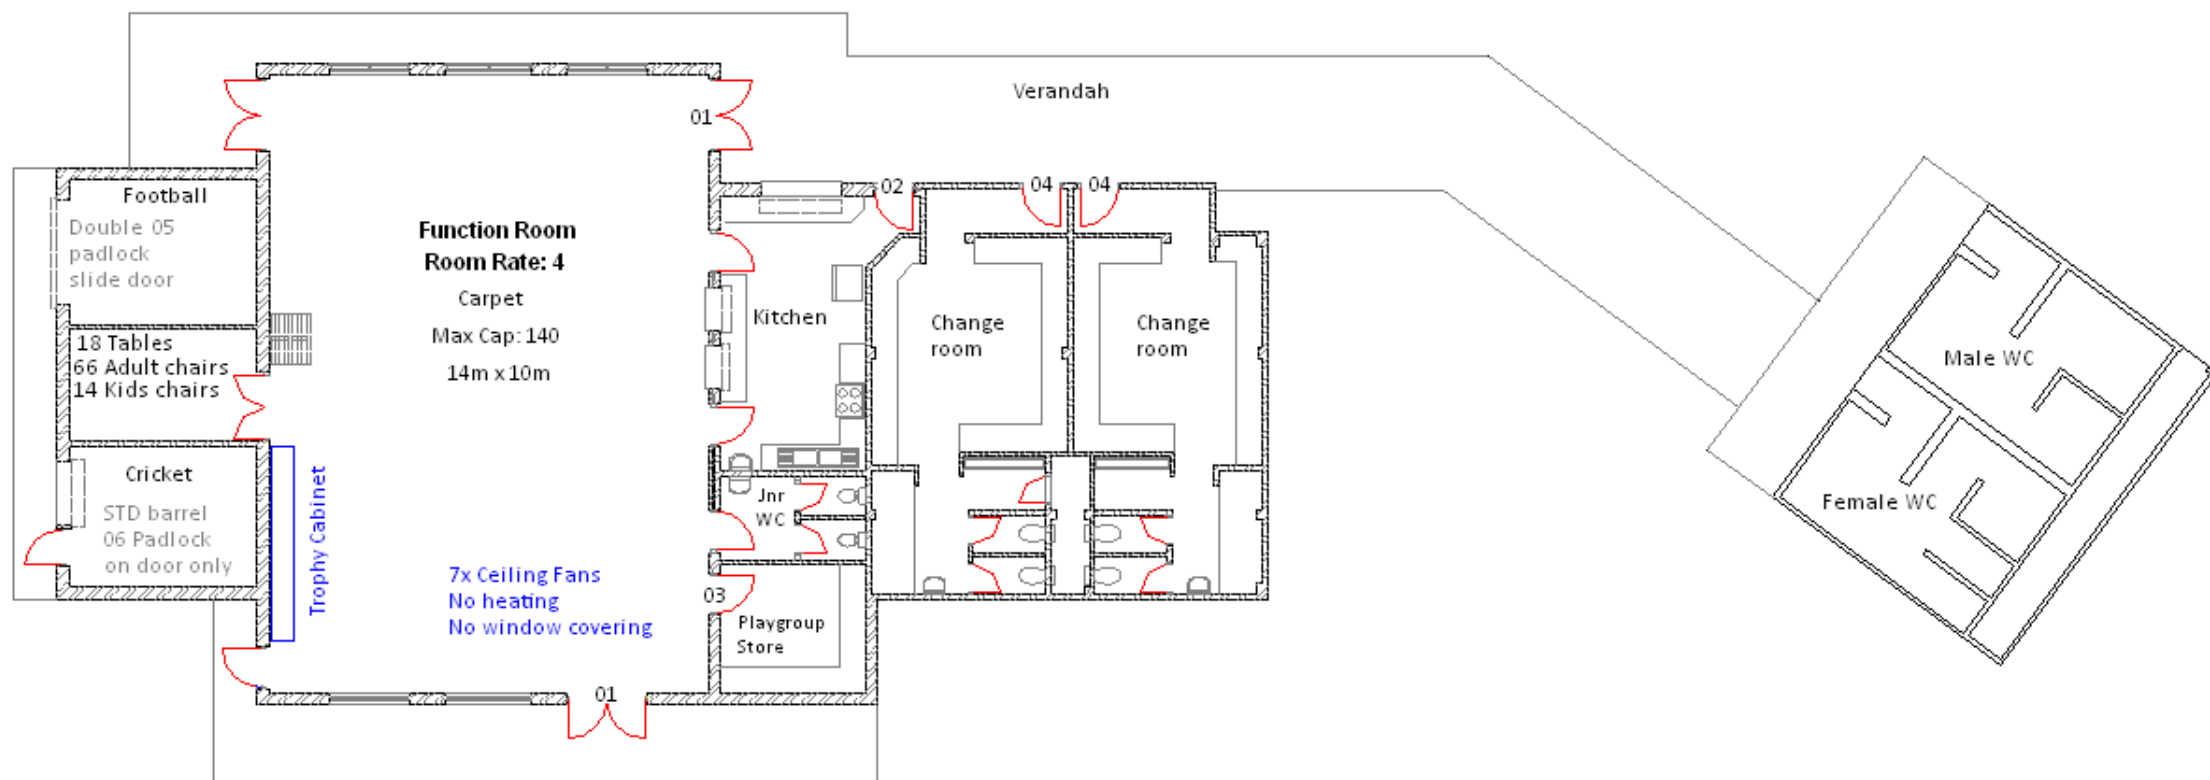 Verandah
01
Football
Double 05
padlock
slide door
02
04
04
Function Room
Room Rate: 4
Carpet
Max Cap: 140
14m x 10m
18 Tables
66 Adult chairs
14 Kids chairs
Kitchen
Change
room
Change
room
Male WC
Female WC
Cricket
STD barrel
06 Padlock
on door only
Trophy Cabinet
Jnr
WC
7x Ceiling Fans
No heating
No window covering
03
Playgroup
Store
01